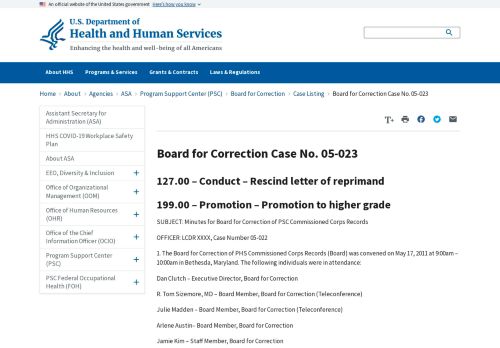 An official website of the United States government Here's how you know
U.S. Department of
Health and Human Services
Enhancing the health and well-being of all Americans
About HHS Programs & Services Grants & Contracts Laws & Regulations
Home › About › Agencies › ASA › Program Support Center (PSC) › Board for Correction › Case Listing › Board for Correction Case No. 05-023
Assistant Secretary for
Administration (ASA)
HHS COVID-19 Workplace Safety
Plan
About ASA
EEO, Diversity & Inclusion +
Office of Organizational
Management (OOM) +
Office of Human Resources
(OHR) +
Office of the Chief
Information Officer (OCIO) +
Program Support Center
(PSC) +
PSC Federal Occupational
Health (FOH) +
T+
Board for Correction Case No. 05-023
127.00 – Conduct – Rescind letter of reprimand
199.00 – Promotion – Promotion to higher grade
SUBJECT: Minutes for Board for Correction of PSC Commissioned Corps Records
OFFICER: LCDR XXXX, Case Number 05-022
1. The Board for Correction of PHS Commissioned Corps Records (Board) was convened on May 17, 2011 at 9:00am –
10:00am in Bethesda, Maryland. The following individuals were in attendance:
Dan Clutch – Executive Director, Board for Correction
R. Tom Sizemore, MD – Board Member, Board for Correction (Teleconference)
Julie Madden – Board Member, Board for Correction (Teleconference)
Arlene Austin– Board Member, Board for Correction
Jamie Kim – Staff Member, Board for Correction